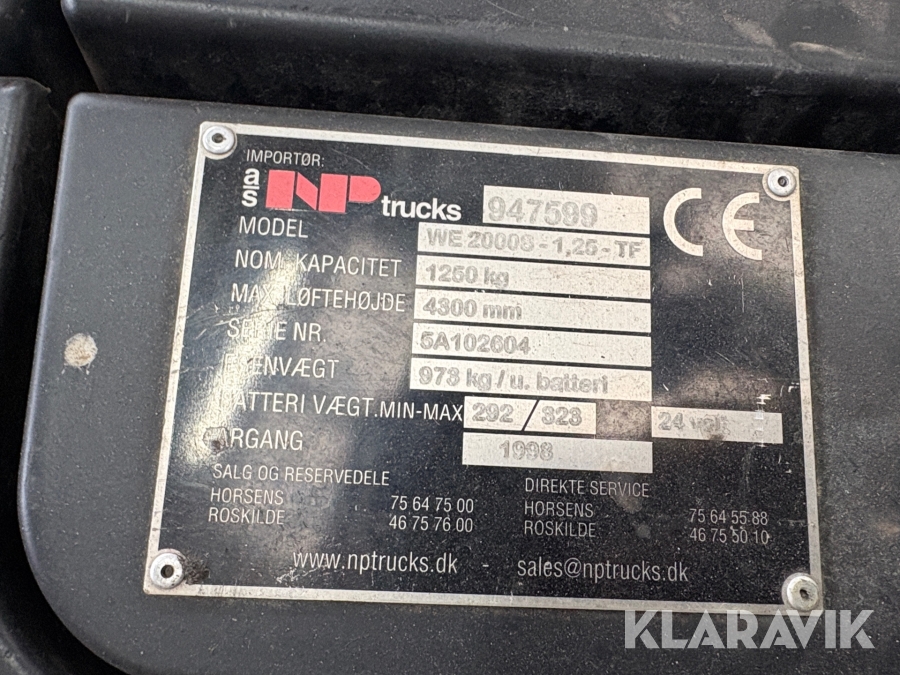 IMPORTØR:
a/s NP trucks 947599
MODEL WE 2000S - 1,25 - TF
NOM. KAPACITET 1250 kg
MAX. LØFTEHØJDE 4300 mm
SERIE NR. 5A102604
EGENVÆGT 973 kg / u. batteri
BATTERI VÆGT.MIN-MAX 292 / 323 24 volt
ÅRGANG 1998
SALG OG RESERVEDELE
HORSENS 75 64 75 00
ROSKILDE 46 75 76 00
DIREKTE SERVICE
HORSENS 75 64 55 88
ROSKILDE 46 75 50 10
www.nptrucks.dk - sales@nptrucks.dk
CE
KLARAVIK